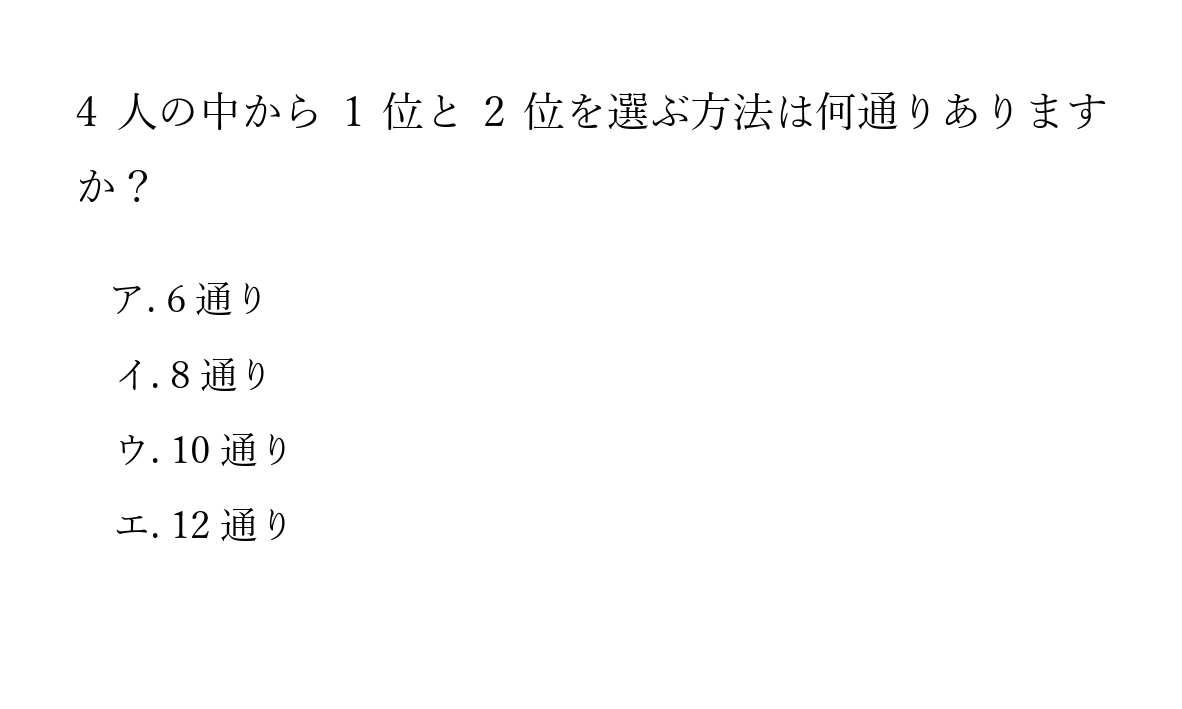 4 人の中から 1 位と 2 位を選ぶ方法は何通りあります
か？
ア. 6 通り
イ. 8 通り
ウ. 10 通り
エ. 12 通り